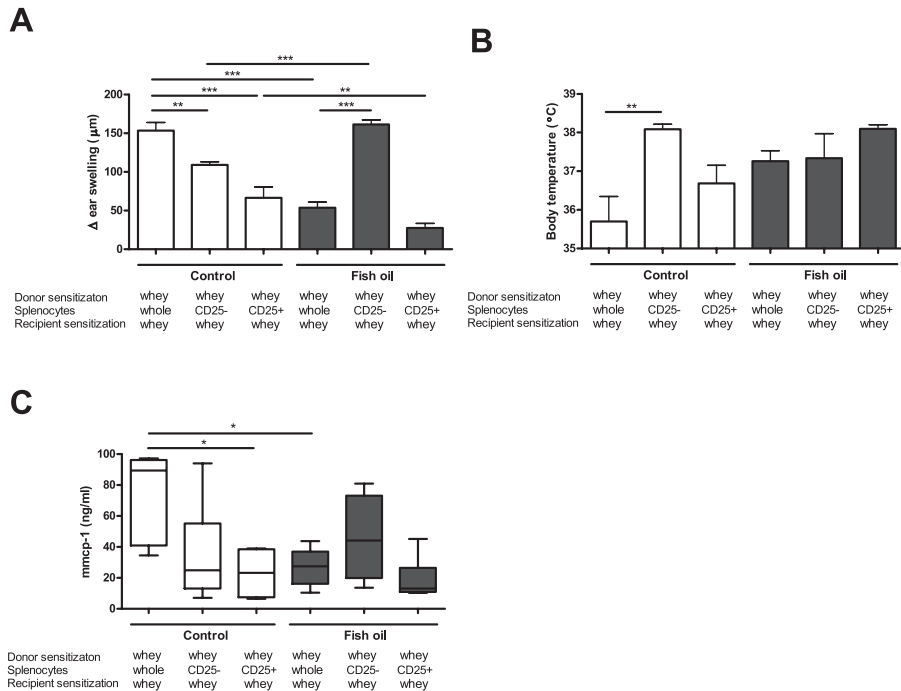 A
***
***
*** **
** ***
Δ ear swelling (μm)
200
150
100
50
0
Control Fish oil
Donor sensitizaton whey whey whey whey whey whey
Splenocytes whole CD25- CD25+ whole CD25- CD25+
Recipient sensitization whey whey whey whey whey whey
B
**
Body temperature (°C)
39
38
37
36
35
Control Fish oil
Donor sensitizaton whey whey whey whey whey whey
Splenocytes whole CD25- CD25+ whole CD25- CD25+
Recipient sensitization whey whey whey whey whey whey
C
*
*
mmcp-1 (ng/ml)
100
80
60
40
20
0
Control Fish oil
Donor sensitizaton whey whey whey whey whey whey
Splenocytes whole CD25- CD25+ whole CD25- CD25+
Recipient sensitization whey whey whey whey whey whey